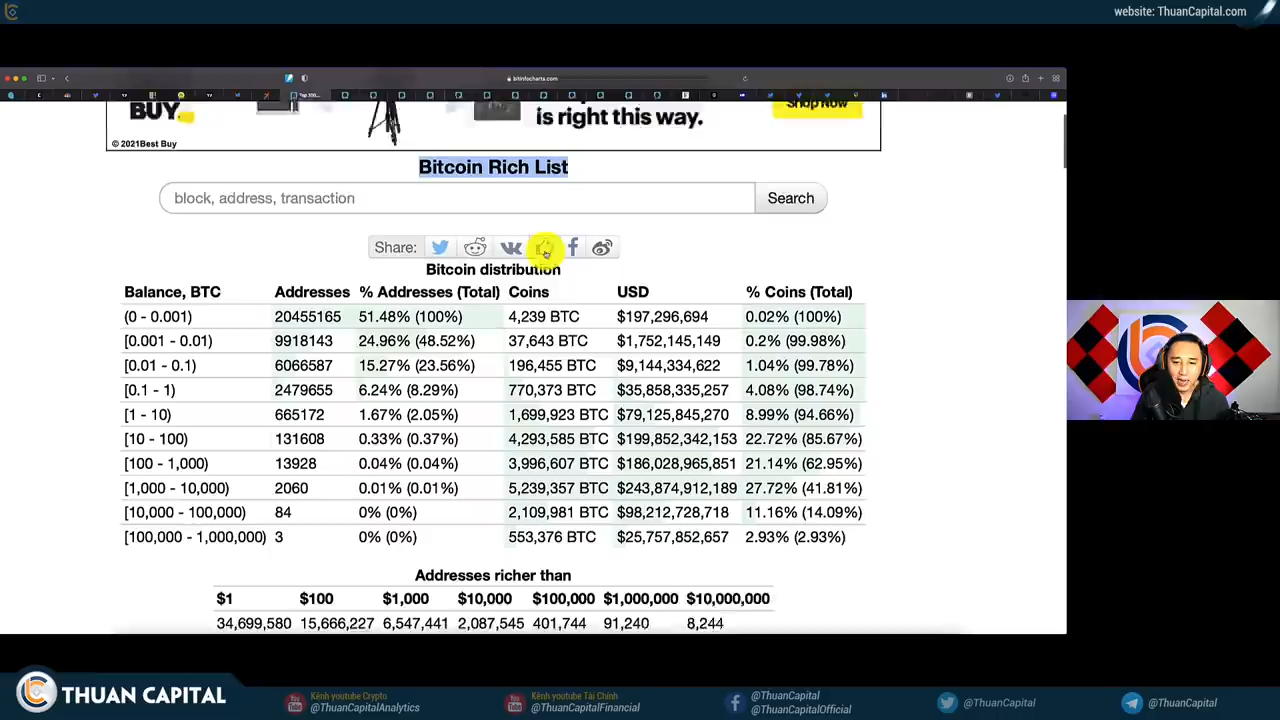 website: ThuanCapital.com
bitinfocharts.com
Top 100...
BUY.
is right this way.
Shop Now
© 2021Best Buy
Bitcoin Rich List
block, address, transaction
Search
Share:
Bitcoin distribution
Balance, BTC Addresses % Addresses (Total) Coins USD % Coins (Total)
(0 - 0.001) 20455165 51.48% (100%) 4,239 BTC $197,296,694 0.02% (100%)
[0.001 - 0.01) 9918143 24.96% (48.52%) 37,643 BTC $1,752,145,149 0.2% (99.98%)
[0.01 - 0.1) 6066587 15.27% (23.56%) 196,455 BTC $9,144,334,622 1.04% (99.78%)
[0.1 - 1) 2479655 6.24% (8.29%) 770,373 BTC $35,858,335,257 4.08% (98.74%)
[1 - 10) 665172 1.67% (2.05%) 1,699,923 BTC $79,125,845,270 8.99% (94.66%)
[10 - 100) 131608 0.33% (0.37%) 4,293,585 BTC $199,852,342,153 22.72% (85.67%)
[100 - 1,000) 13928 0.04% (0.04%) 3,996,607 BTC $186,028,965,851 21.14% (62.95%)
[1,000 - 10,000) 2060 0.01% (0.01%) 5,239,357 BTC $243,874,912,189 27.72% (41.81%)
[10,000 - 100,000) 84 0% (0%) 2,109,981 BTC $98,212,728,718 11.16% (14.09%)
[100,000 - 1,000,000) 3 0% (0%) 553,376 BTC $25,757,852,657 2.93% (2.93%)
Addresses richer than
$1 $100 $1,000 $10,000 $100,000 $1,000,000 $10,000,000
34,699,580 15,666,227 6,547,441 2,087,545 401,744 91,240 8,244
THUAN CAPITAL
Kênh youtube Crypto
@ThuanCapitalAnalytics
Kênh youtube Tài Chính
@ThuanCapitalFinancial
@ThuanCapital
@ThuanCapitalOfficial
@ThuanCapital
@ThuanCapital